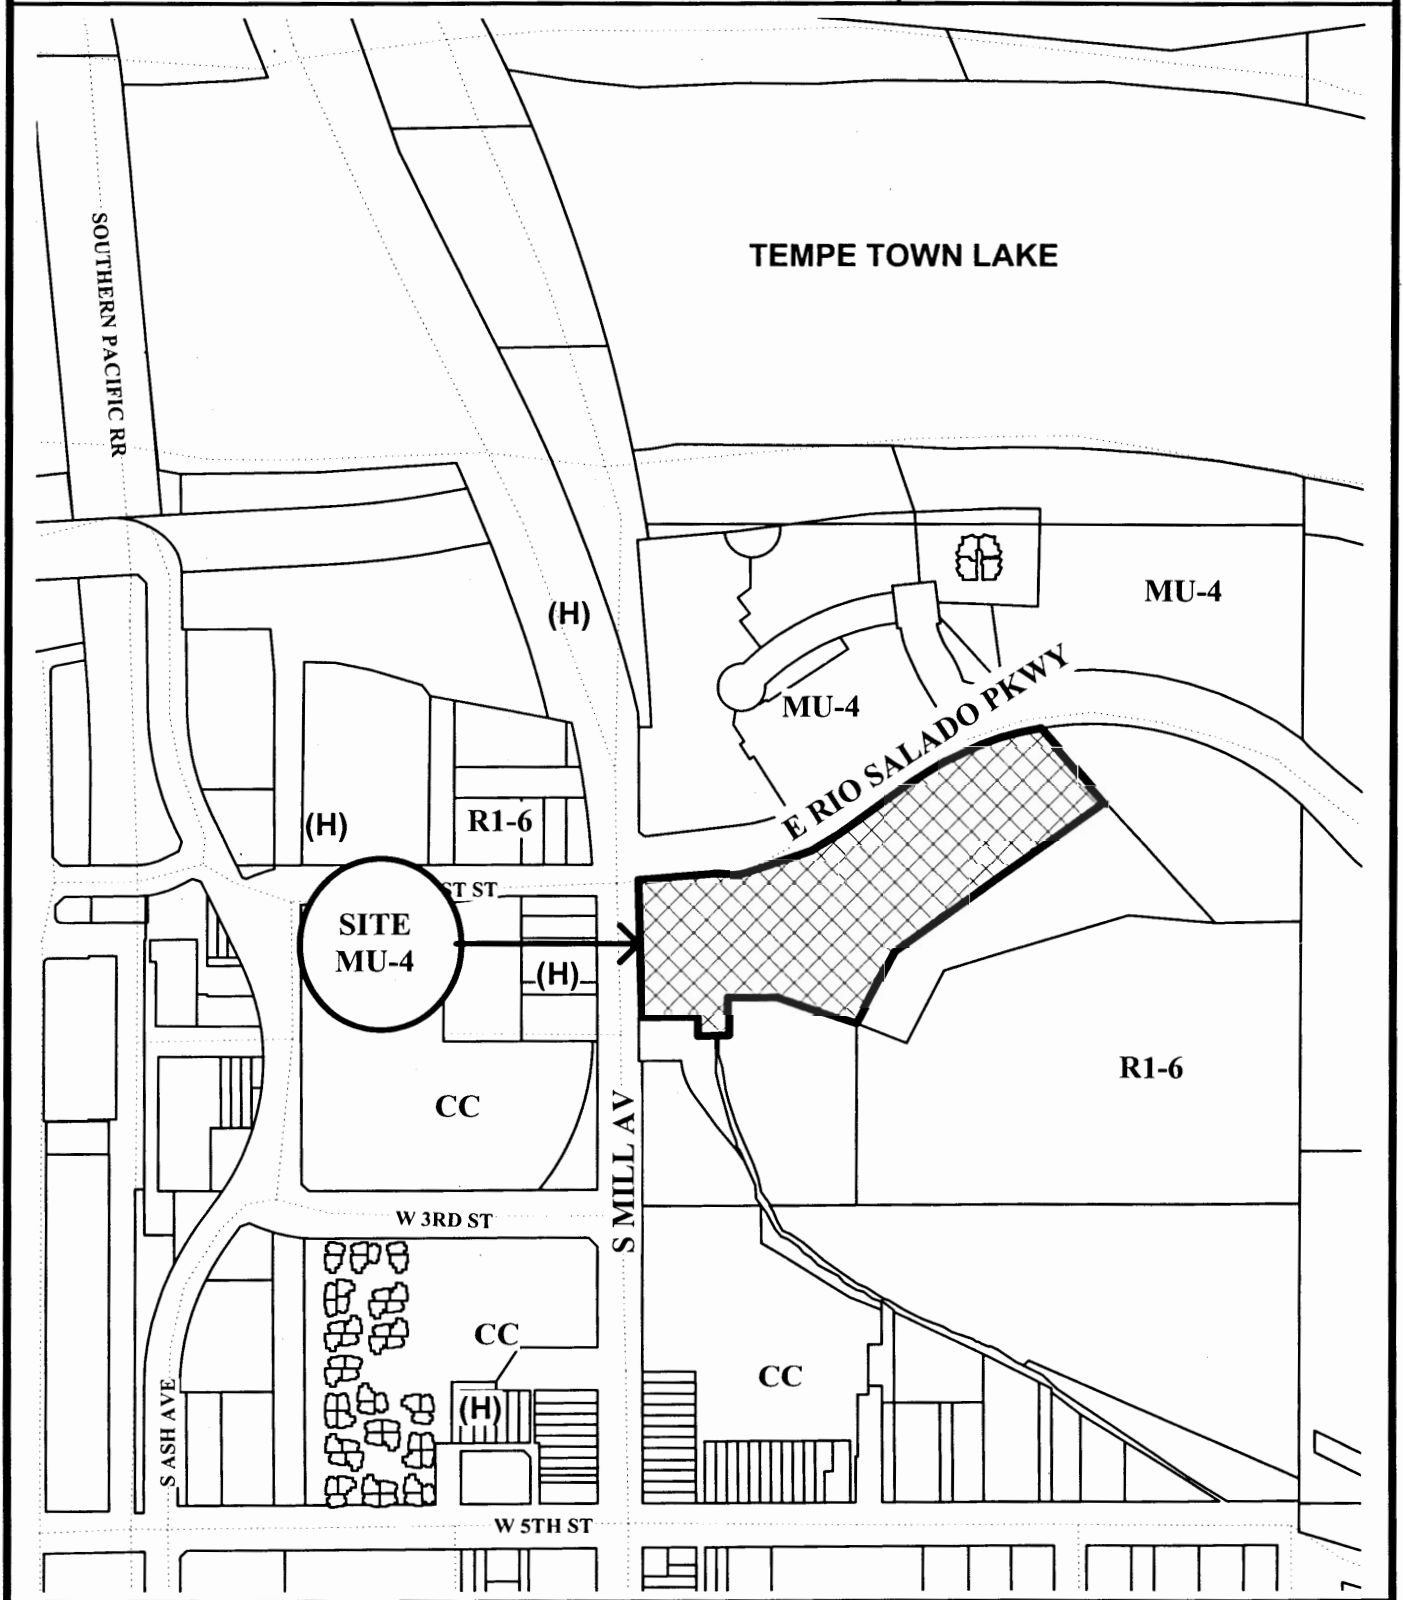 TEMPE TOWN LAKE
SOUTHERN PACIFIC RR
(H)
MU-4
MU-4
E RIO SALADO PKWY
(H)
R1-6
ST ST
SITE
MU-4
(H)
R1-6
CC
S MILL AV
W 3RD ST
CC
CC
(H)
S ASH AVE
W 5TH ST